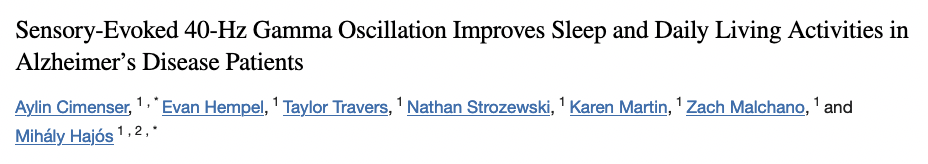 Sensory-Evoked 40-Hz Gamma Oscillation Improves Sleep and Daily Living Activities in
Alzheimer’s Disease Patients
Aylin Cimenser, 1 , * Evan Hempel, 1 Taylor Travers, 1 Nathan Strozewski, 1 Karen Martin, 1 Zach Malchano, 1 and
Mihály Hajós 1 , 2 , *